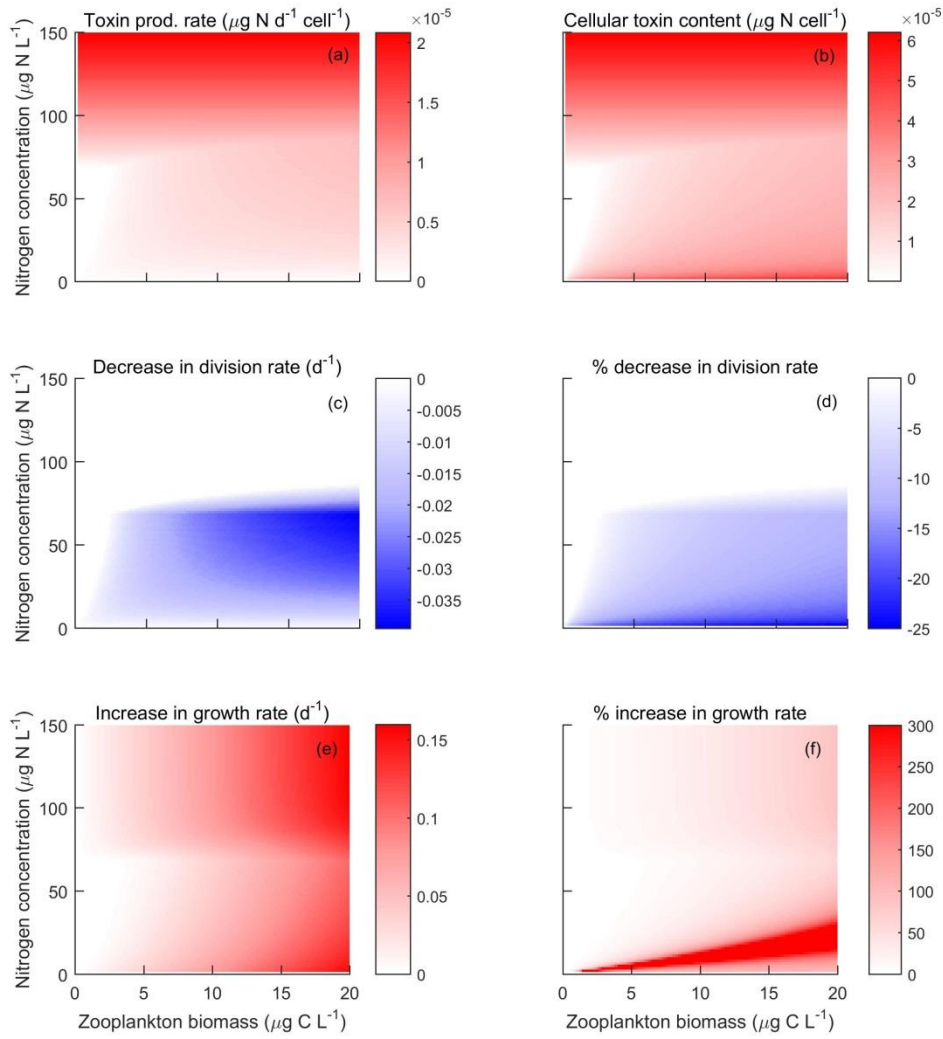 Toxin prod. rate (μg N d⁻¹ cell⁻¹)
×10⁻⁵
Nitrogen concentration (μg N L⁻¹)
150
100
50
0
(a)
2
1.5
1
0.5
0
Cellular toxin content (μg N cell⁻¹)
×10⁻⁵
(b)
6
5
4
3
2
1
Decrease in division rate (d⁻¹)
Nitrogen concentration (μg N L⁻¹)
150
100
50
0
(c)
0
-0.005
-0.01
-0.015
-0.02
-0.025
-0.03
-0.035
% decrease in division rate
(d)
0
-5
-10
-15
-20
-25
Increase in growth rate (d⁻¹)
Nitrogen concentration (μg N L⁻¹)
150
100
50
0
(e)
0.15
0.1
0.05
0
0 5 10 15 20
Zooplankton biomass (μg C L⁻¹)
% increase in growth rate
(f)
300
250
200
150
100
50
0
0 5 10 15 20
Zooplankton biomass (μg C L⁻¹)